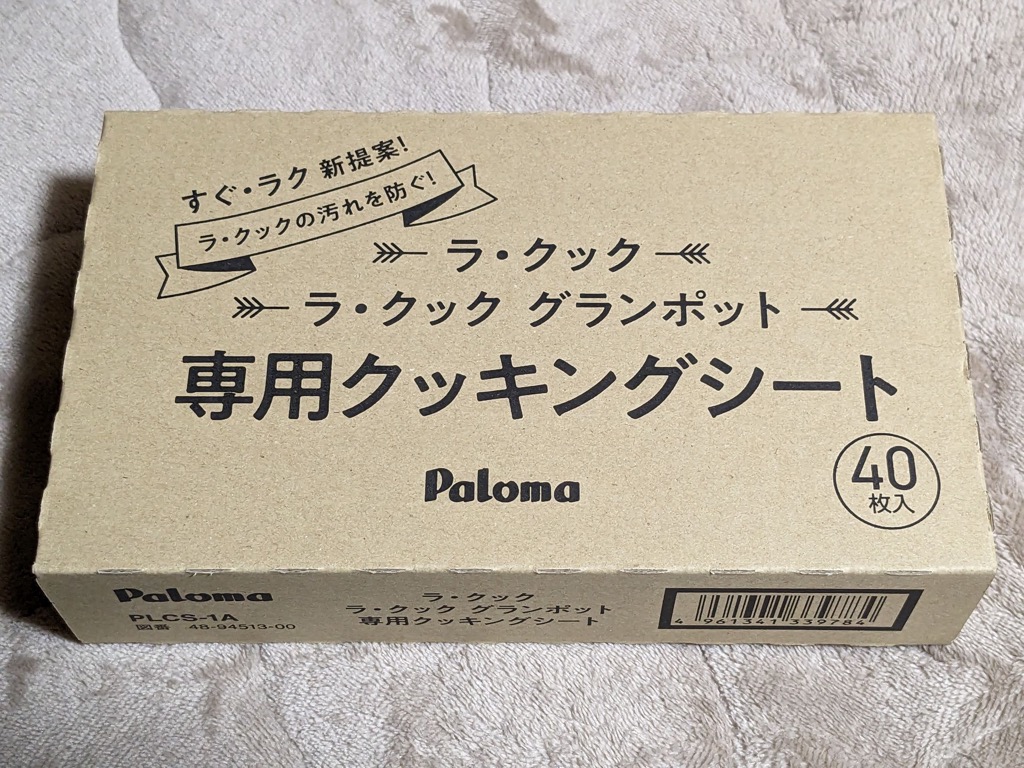 すぐ・ラク 新提案!
ラ・クックの汚れを防ぐ!
ラ・クック
ラ・クック グランポット
専用クッキングシート
Paloma
40
枚入
Paloma
PLCS-1A
図番 48-94513-00
ラ・クック
ラ・クック グランポット
専用クッキングシート
4 961341 339784